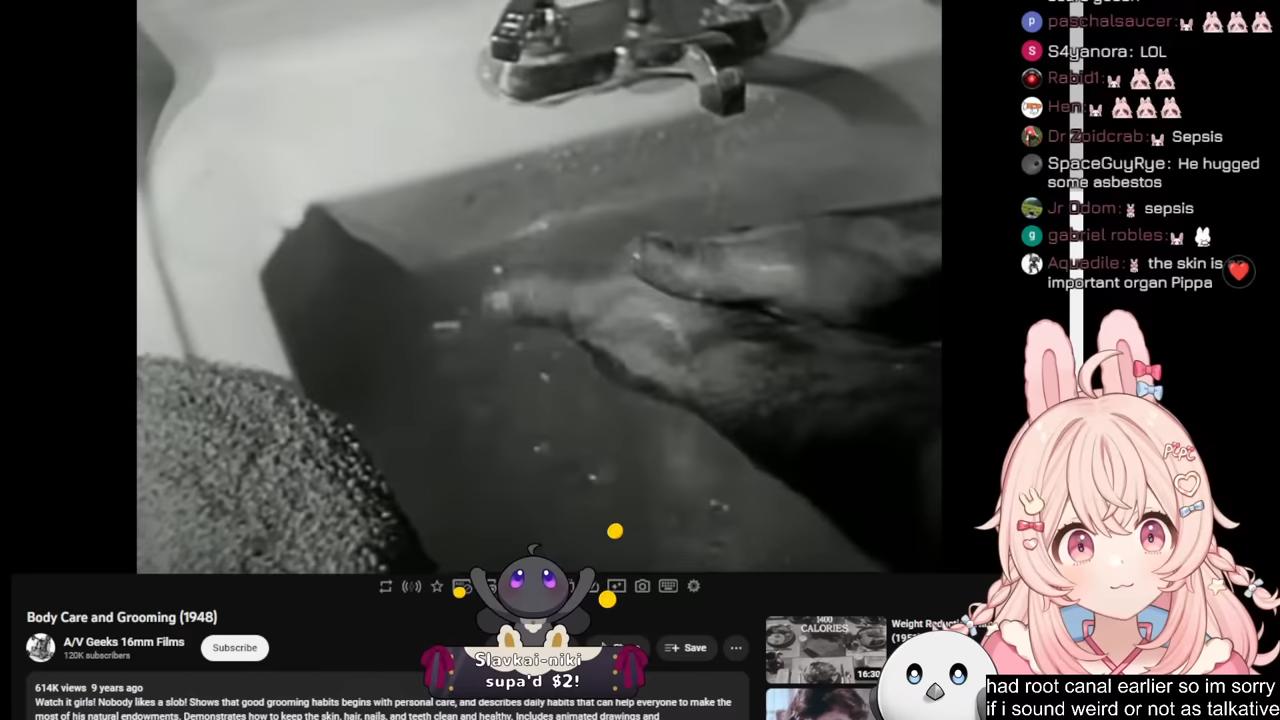 paschalsaucer:
S4yanora: LOL
Rabid1:
Hen:
Dr Zoidcrab: Sepsis
SpaceGuyRye: He hugged
some asbestos
Jr Odom: sepsis
gabriel robles:
Aquadile: the skin is
important organ Pippa
Pipi
Body Care and Grooming (1948)
A/V Geeks 16mm Films
120K subscribers
Subscribe
Save
Slavkai-niki
supa'd $2!
1400
CALORIES
16:30
614K views 9 years ago
Watch it girls! Nobody likes a slob! Shows that good grooming habits begins with personal care, and describes daily habits that can help everyone to make the
most of his natural endowments. Demonstrates how to keep the skin, hair, nails, and teeth clean and healthy. Includes animated drawings and
had root canal earlier so im sorry
if i sound weird or not as talkative